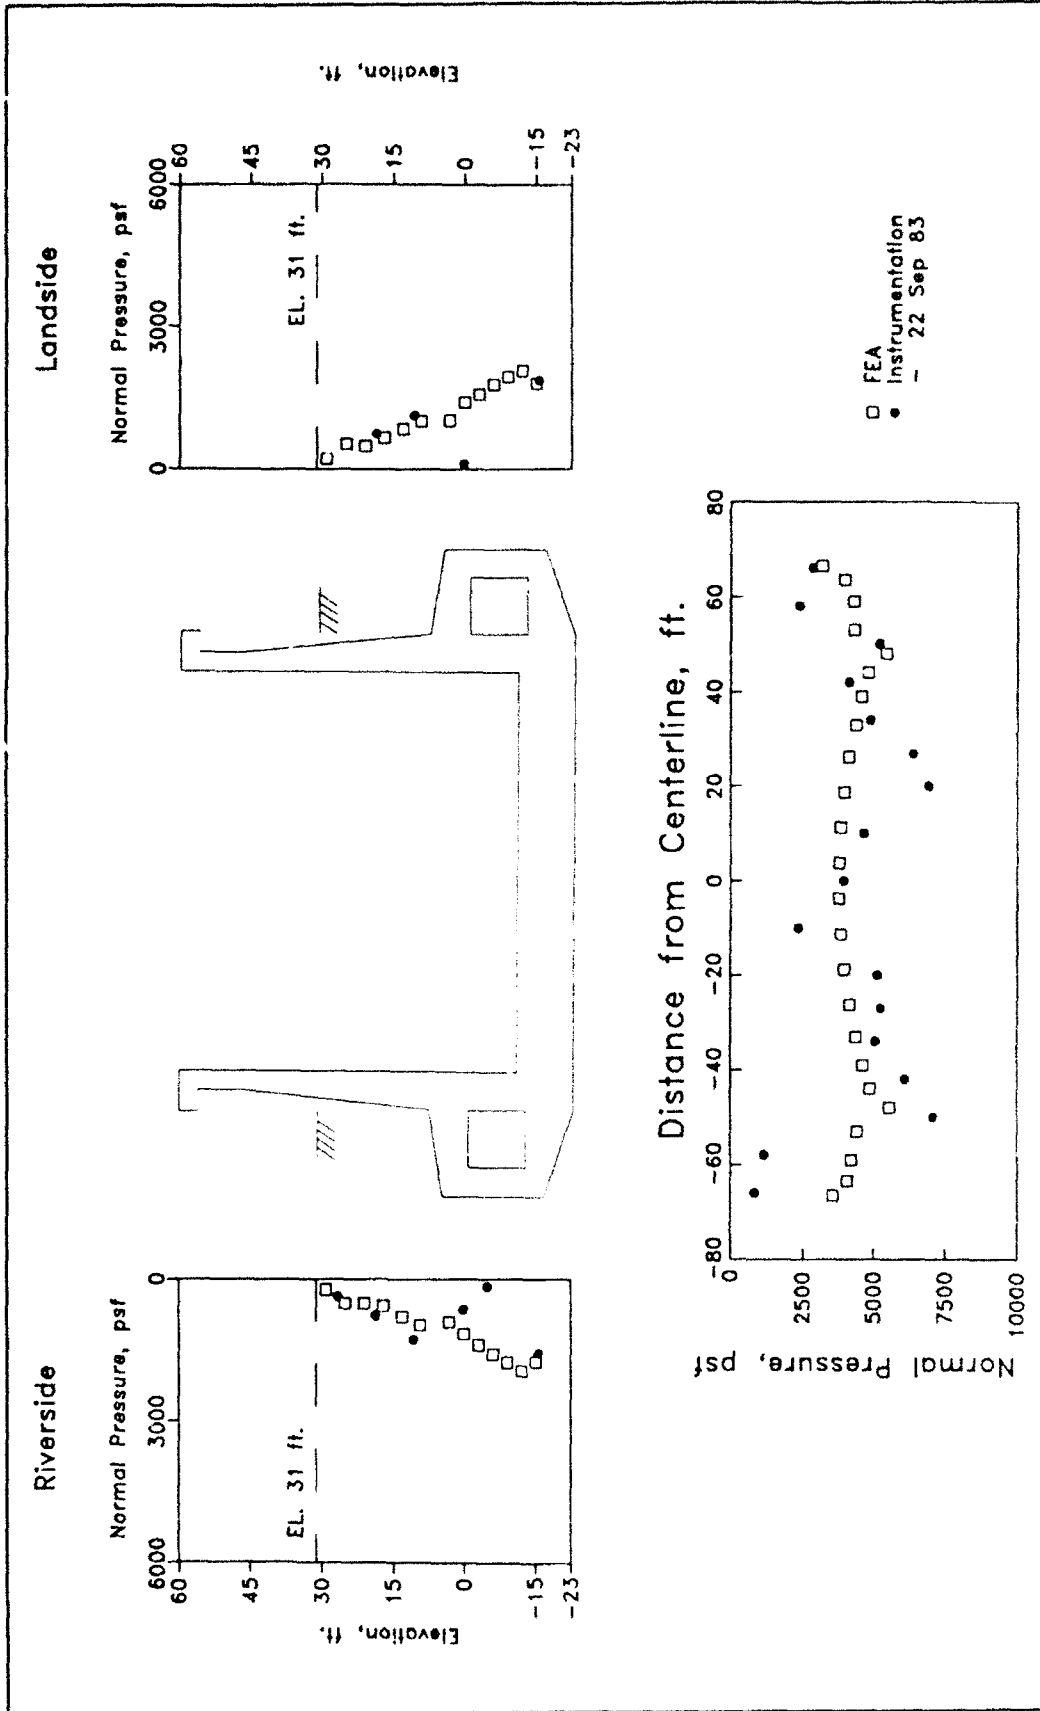 Riverside
Landside
Normal Pressure, psf
6000 3000 0
60
45
30
15
0
-15
-23
Elevation, ft.
EL. 31 ft.
Normal Pressure, psf
0 3000 6000
60
45
30
15
0
-15
-23
Elevation, ft.
EL. 31 ft.
Distance from Centerline, ft.
-80 -60 -40 -20 0 20 40 60 80
0
2500
5000
7500
10000
Normal Pressure, psf
FEA
Instrumentation
- 22 Sep 83